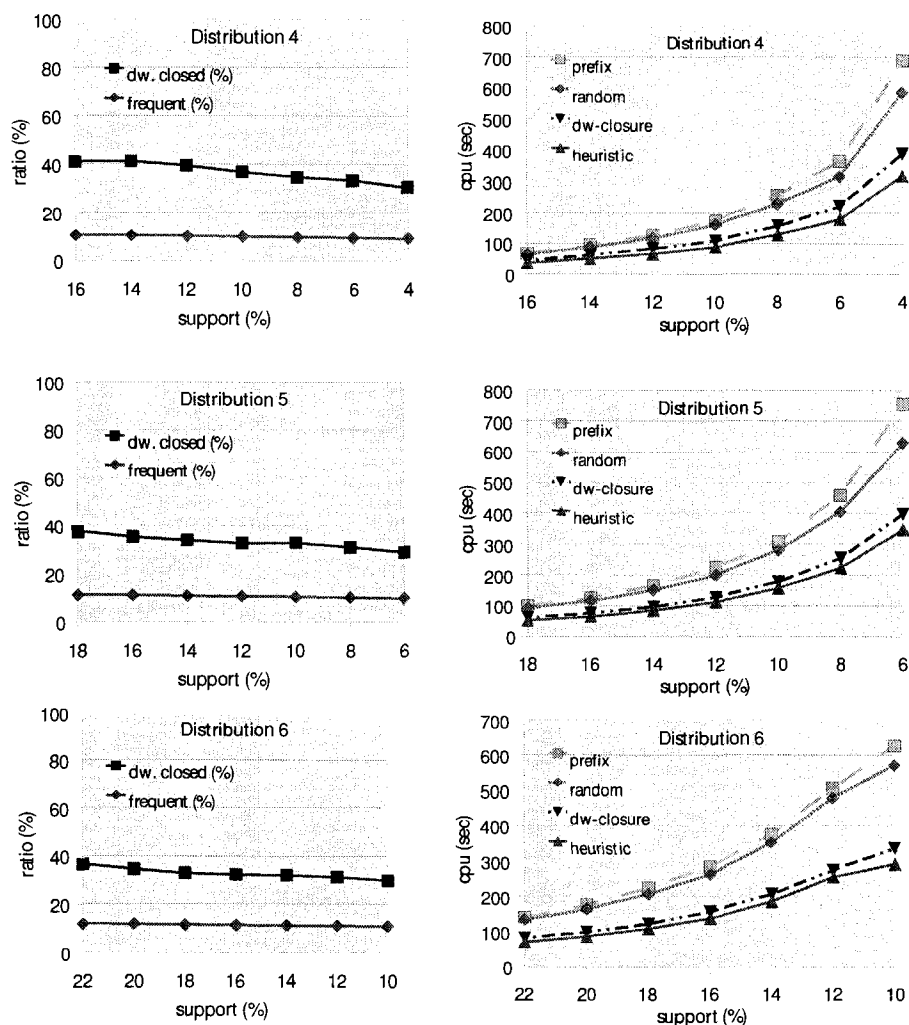 Distribution 4
dw. closed (%)
frequent (%)
ratio (%)
100
80
60
40
20
0
16 14 12 10 8 6 4
support (%)
Distribution 4
prefix
random
dw-closure
heuristic
cpu (sec)
800
700
600
500
400
300
200
100
0
16 14 12 10 8 6 4
support (%)
Distribution 5
dw. closed (%)
frequent (%)
ratio (%)
100
80
60
40
20
0
18 16 14 12 10 8 6
support (%)
Distribution 5
prefix
random
dw-closure
heuristic
cpu (sec)
800
700
600
500
400
300
200
100
0
18 16 14 12 10 8 6
support (%)
Distribution 6
dw. closed (%)
frequent (%)
ratio (%)
100
80
60
40
20
0
22 20 18 16 14 12 10
support (%)
Distribution 6
prefix
random
dw-closure
heuristic
cpu (sec)
700
600
500
400
300
200
100
0
22 20 18 16 14 12 10
support (%)